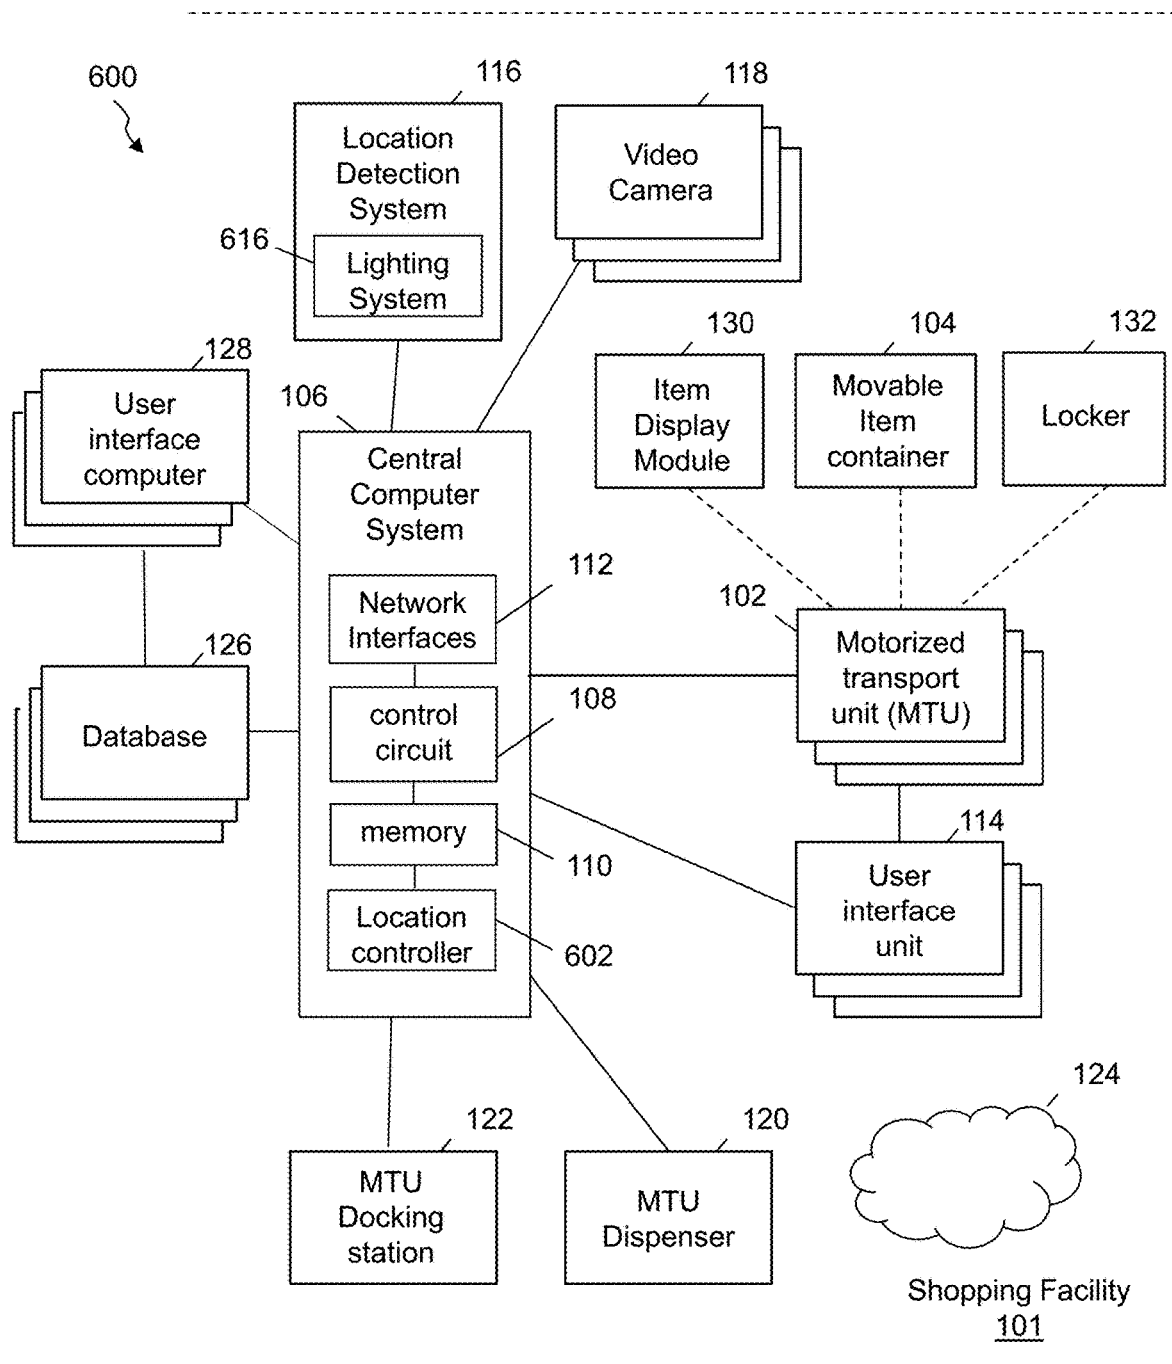 600
116
118
Location
Detection
System
616
Lighting
System
Video
Camera
128
User
interface
computer
130
104
132
Item
Display
Module
Movable
Item
container
Locker
106
Central
Computer
System
112
Network
Interfaces
102
Motorized
transport
unit (MTU)
126
Database
108
control
circuit
memory
110
114
User
interface
unit
Location
controller
602
124
122
120
MTU
Docking
station
MTU
Dispenser
Shopping Facility
101